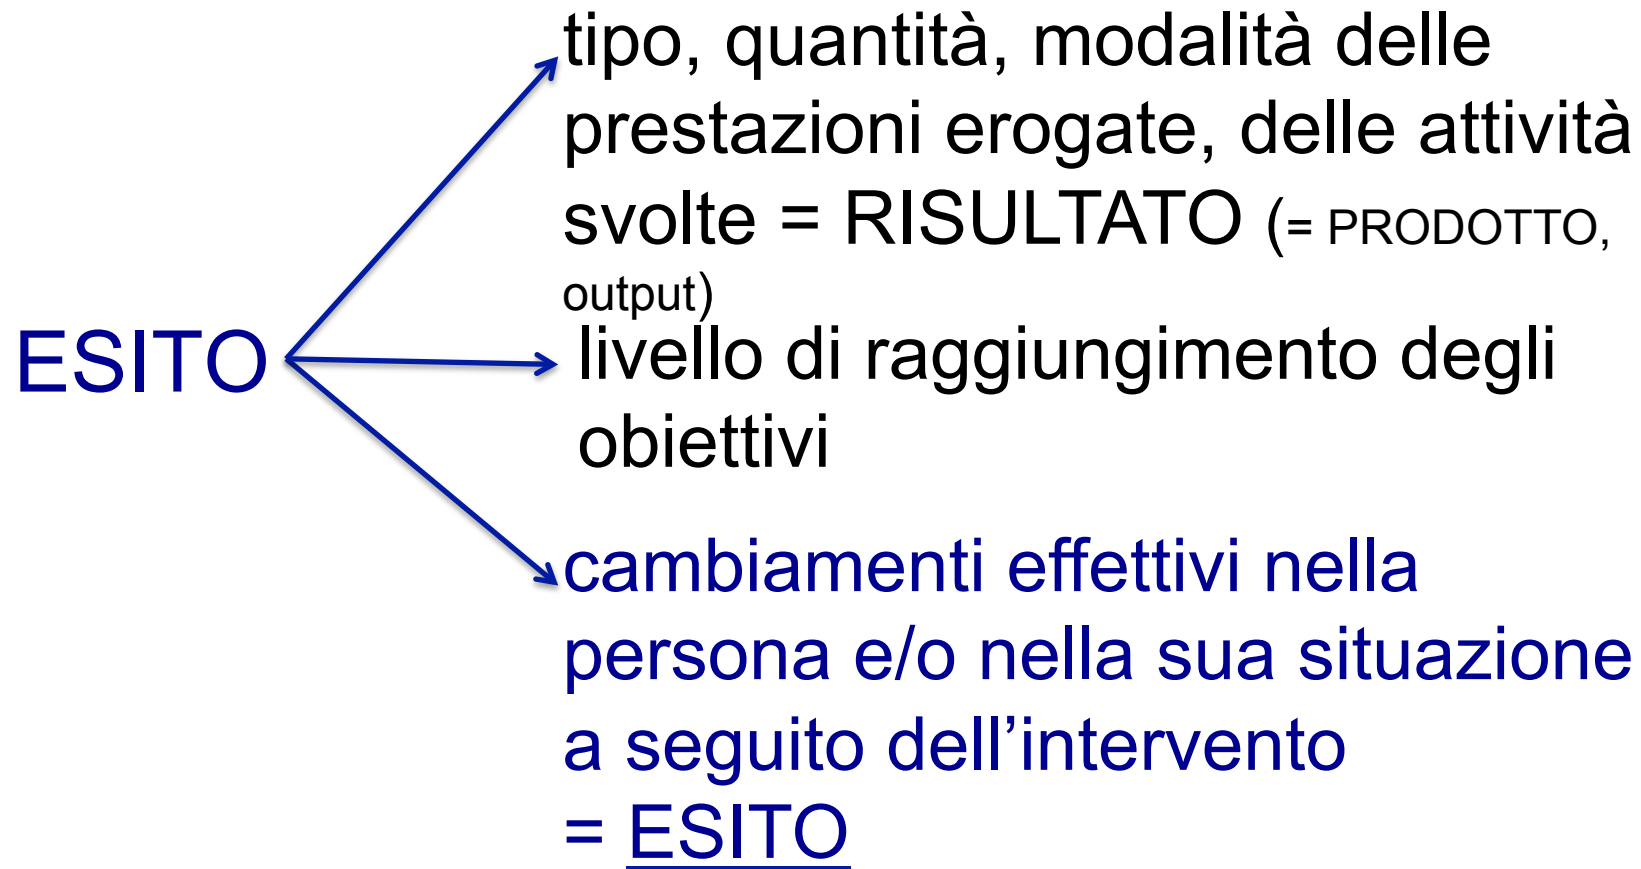 tipo, quantità, modalità delle
prestazioni erogate, delle attività
svolte = RISULTATO (= PRODOTTO,
output)
ESITO
livello di raggiungimento degli
obiettivi
cambiamenti effettivi nella
persona e/o nella sua situazione
a seguito dell’intervento
= ESITO